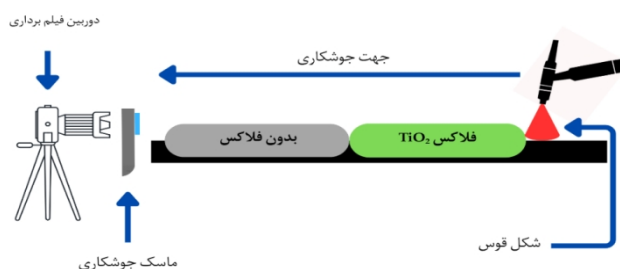 دوربین فیلم برداری
جهت جوشکاری
بدون فلاکس
فلاکس TiO₂
شکل قوس
ماسک جوشکاری